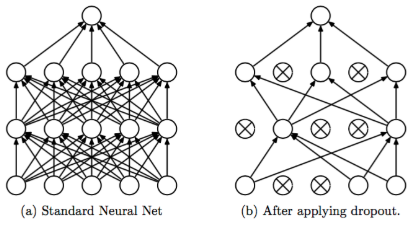 (a) Standard Neural Net
(b) After applying dropout.